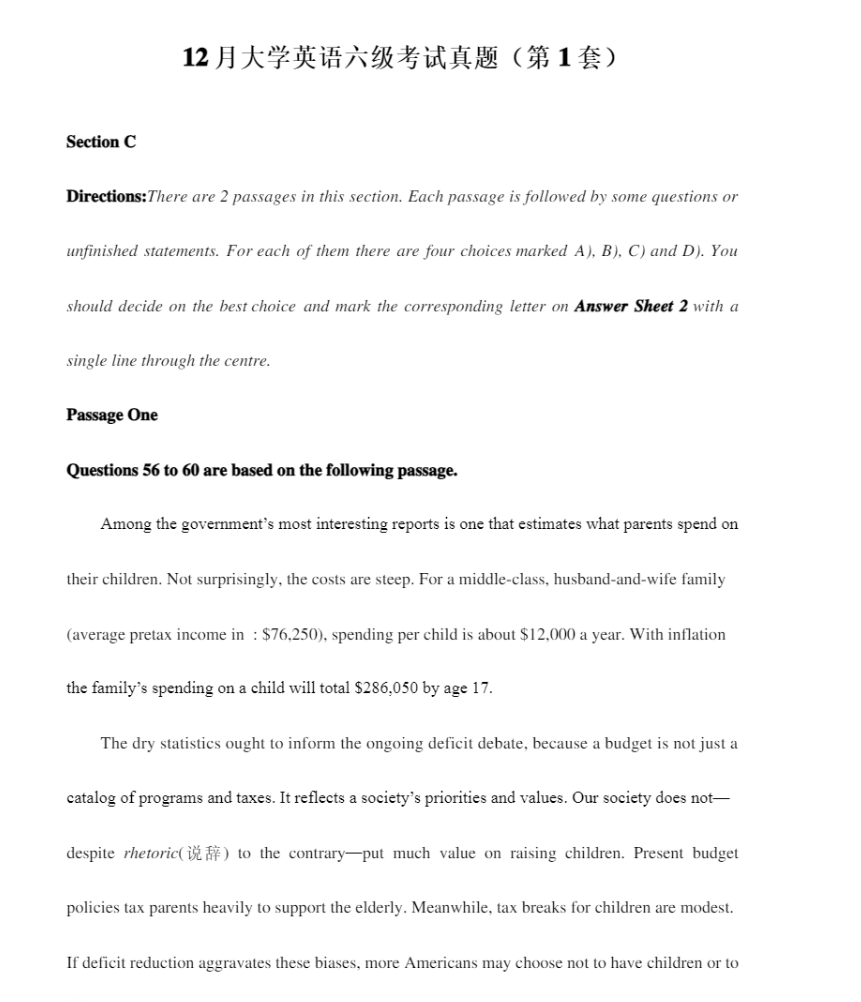 12 月大学英语六级考试真题（第 1 套）
Section C
Directions:There are 2 passages in this section. Each passage is followed by some questions or
unfinished statements. For each of them there are four choices marked A), B), C) and D). You
should decide on the best choice and mark the corresponding letter on Answer Sheet 2 with a
single line through the centre.
Passage One
Questions 56 to 60 are based on the following passage.
Among the government’s most interesting reports is one that estimates what parents spend on
their children. Not surprisingly, the costs are steep. For a middle-class, husband-and-wife family
(average pretax income in : $76,250), spending per child is about $12,000 a year. With inflation
the family’s spending on a child will total $286,050 by age 17.
The dry statistics ought to inform the ongoing deficit debate, because a budget is not just a
catalog of programs and taxes. It reflects a society’s priorities and values. Our society does not—
despite rhetoric(说辞) to the contrary—put much value on raising children. Present budget
policies tax parents heavily to support the elderly. Meanwhile, tax breaks for children are modest.
If deficit reduction aggravates these biases, more Americans may choose not to have children or to